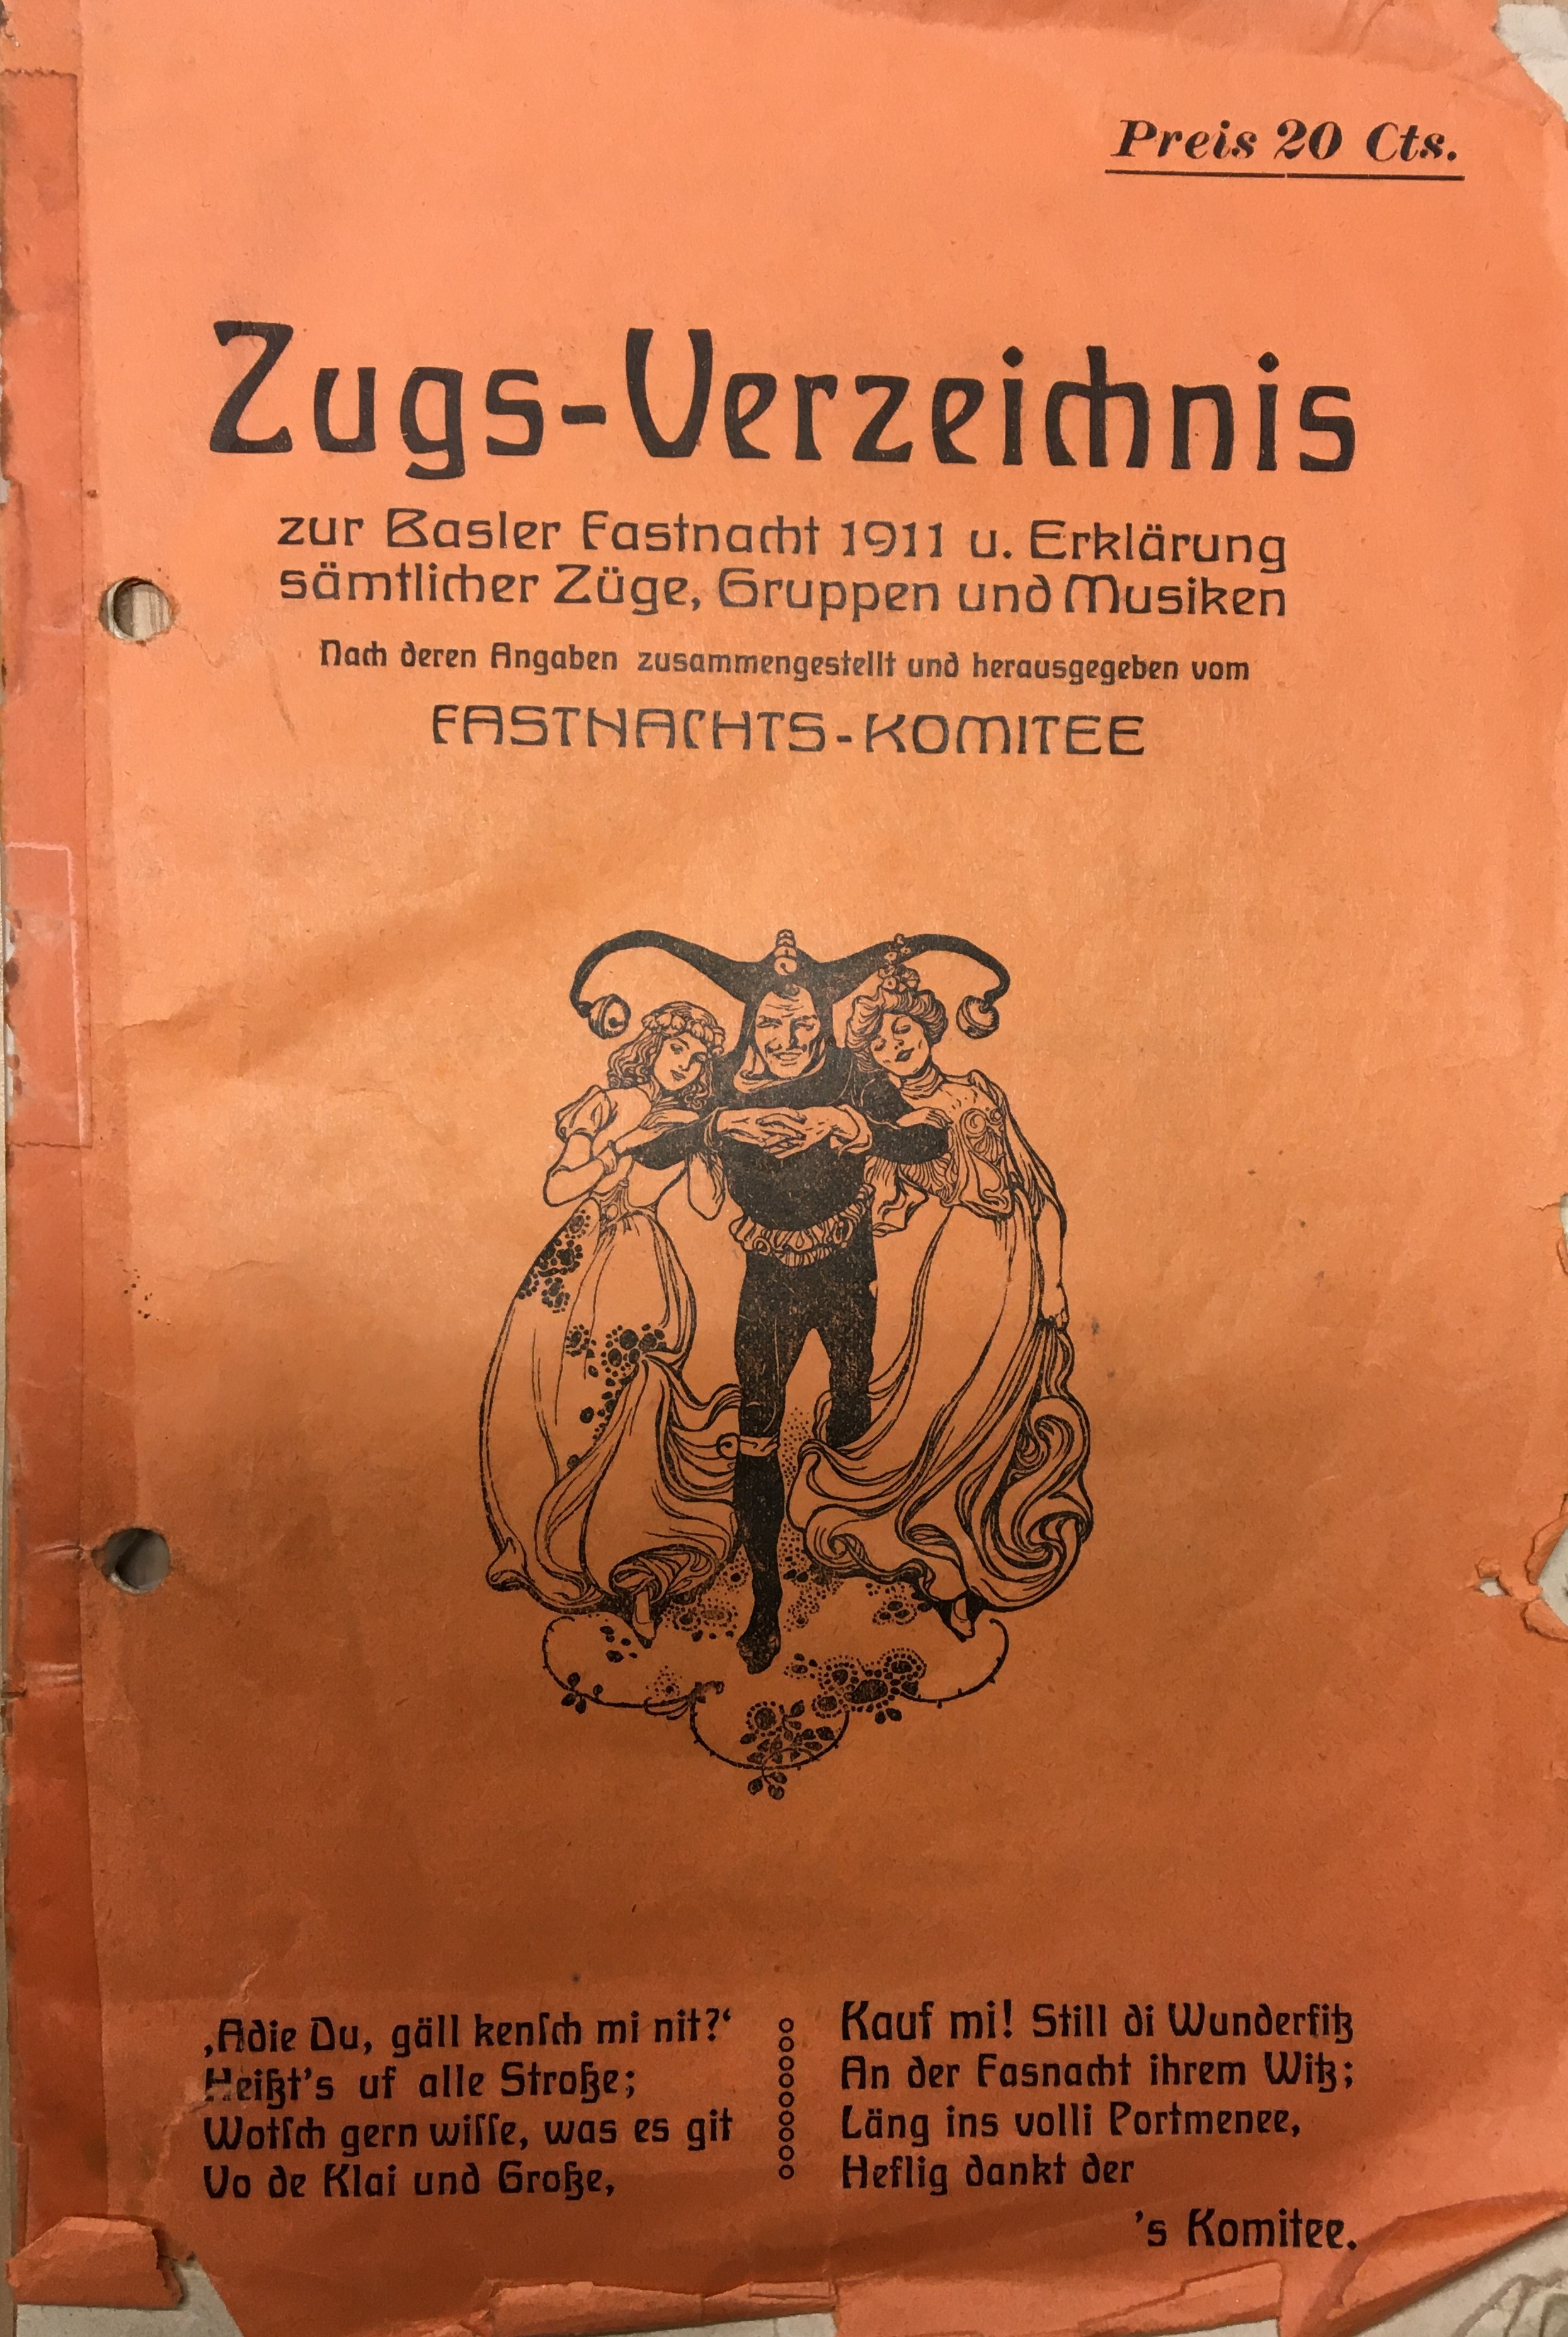 Preis 20 Cts.
Zugs-Verzeichnis
zur Basler Fastnacht 1911 u. Erklärung
sämtlicher Züge, Gruppen und Musiken
Nach deren Angaben zusammengestellt und herausgegeben vom
FASTNACHTS-KOMITEE
‚Adie Du, gäll kenſch mi nit?‘
Heißt's uf alle Stroße;
Wotſch gern wiſſe, was es git
Vo de Klai und Große,
Kauf mi! Still di Wunderfitz
An der Fasnacht ihrem Witz;
Läng ins volli Portmenee,
Heflig dankt der
's Komitee.